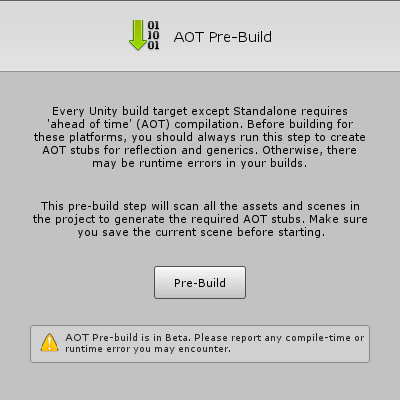 01
10
01
AOT Pre-Build
Every Unity build target except Standalone requires
'ahead of time' (AOT) compilation. Before building for
these platforms, you should always run this step to create
AOT stubs for reflection and generics. Otherwise, there
may be runtime errors in your builds.
This pre-build step will scan all the assets and scenes in
the project to generate the required AOT stubs. Make sure
you save the current scene before starting.
Pre-Build
AOT Pre-build is in Beta. Please report any compile-time or
runtime error you may encounter.